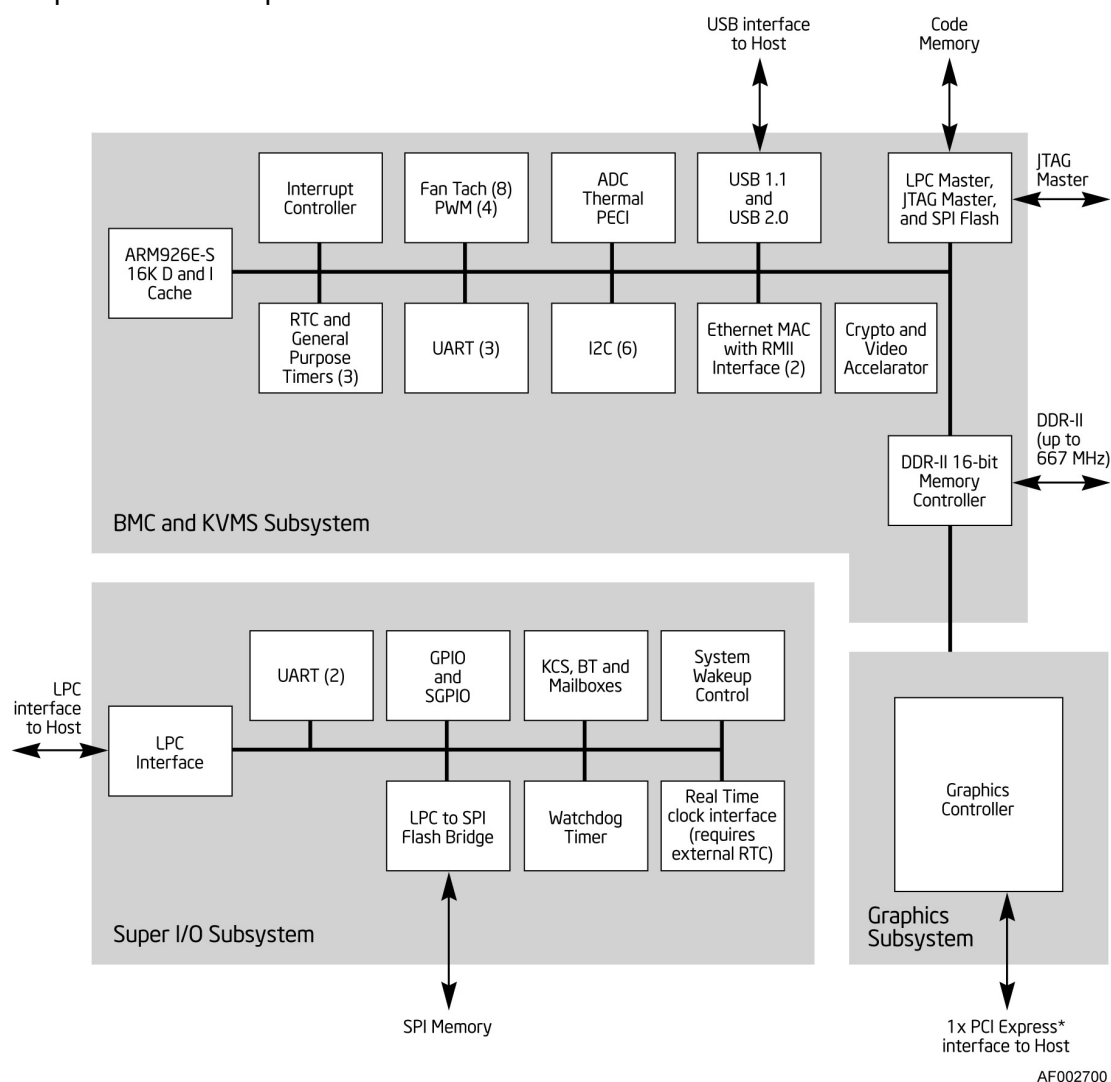 USB interface
to Host
Code
Memory
Interrupt
Controller
Fan Tach (8)
PWM (4)
ADC
Thermal
PECI
USB 1.1
and
USB 2.0
LPC Master,
JTAG Master,
and SPI Flash
JTAG
Master
ARM926E-S
16K D and I
Cache
RTC and
General
Purpose
Timers (3)
UART (3)
I2C (6)
Ethernet MAC
with RMII
Interface (2)
Crypto and
Video
Accelarator
DDR-II 16-bit
Memory
Controller
DDR-II
(up to
667 MHz)
BMC and KVMS Subsystem
UART (2)
GPIO
and
SGPIO
KCS, BT and
Mailboxes
System
Wakeup
Control
LPC
interface
to Host
LPC
Interface
LPC to SPI
Flash Bridge
Watchdog
Timer
Real Time
clock interface
(requires
external RTC)
Graphics
Controller
Super I/O Subsystem
Graphics
Subsystem
SPI Memory
1x PCI Express*
interface to Host
AF002700